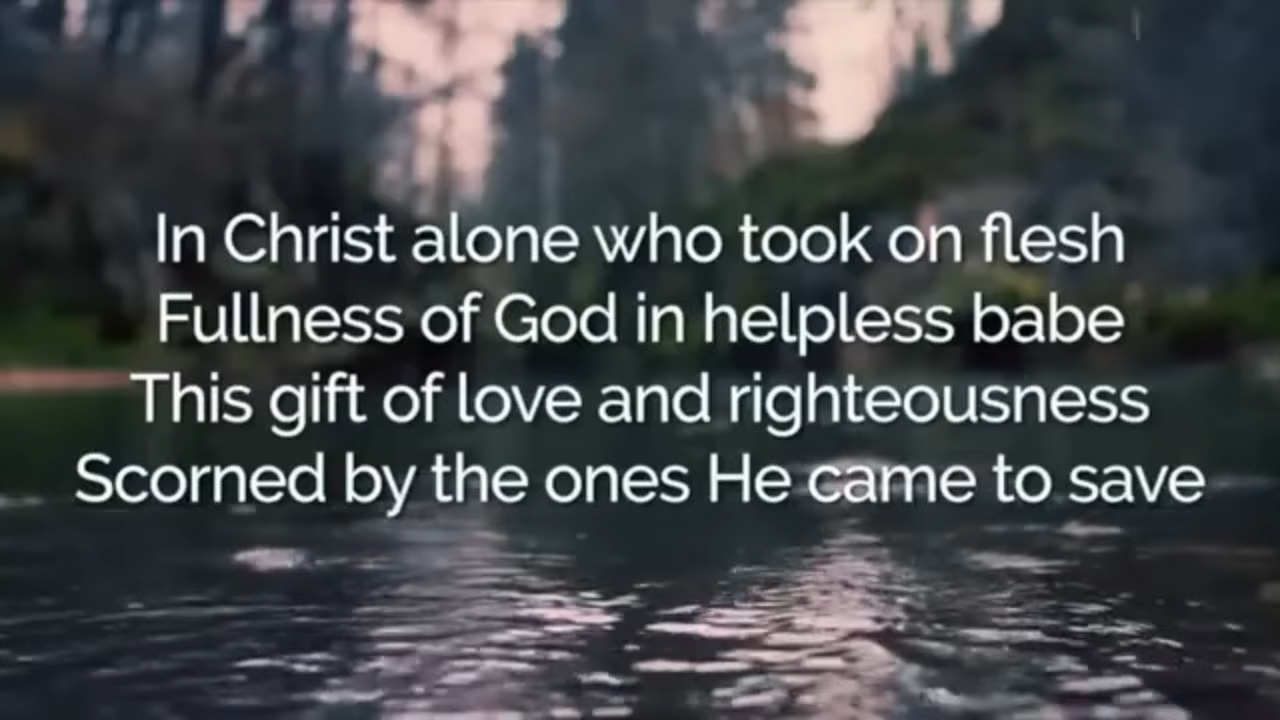 In Christ alone who took on flesh
Fullness of God in helpless babe
This gift of love and righteousness
Scorned by the ones He came to save